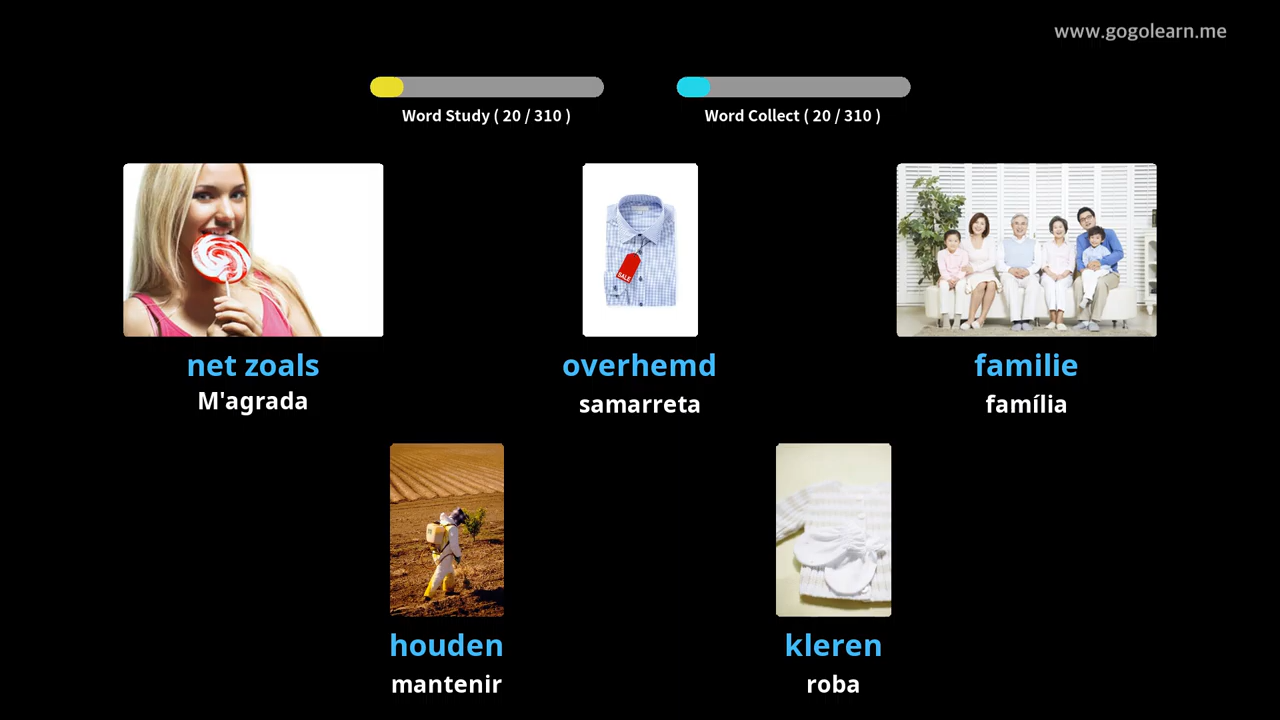 www.gogolearn.me
Word Study ( 20 / 310 )
Word Collect ( 20 / 310 )
SALE
net zoals
M'agrada
overhemd
samarreta
familie
família
houden
mantenir
kleren
roba